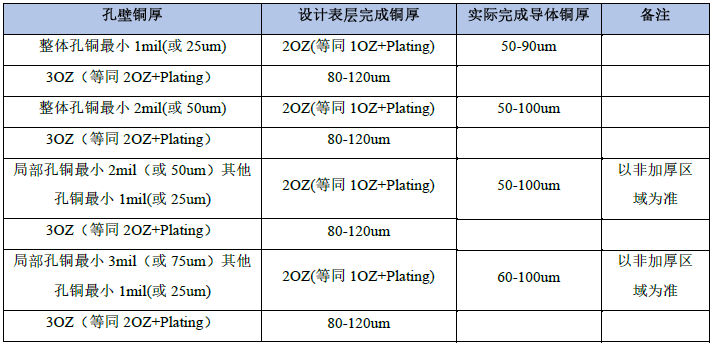 孔壁铜厚 设计表层完成铜厚 实际完成导体铜厚 备注
整体孔铜最小 1mil(或 25um) 2OZ(等同 1OZ+Plating) 50-90um
3OZ（等同 2OZ+Plating） 80-120um
整体孔铜最小 2mil(或 50um) 2OZ(等同 1OZ+Plating) 50-100um
3OZ（等同 2OZ+Plating） 80-120um
局部孔铜最小 2mil（或 50um）其他孔铜最小 1mil(或 25um) 2OZ(等同 1OZ+Plating) 50-100um 以非加厚区域为准
3OZ（等同 2OZ+Plating） 80-120um
局部孔铜最小 3mil（或 75um）其他孔铜最小 1mil(或 25um) 2OZ(等同 1OZ+Plating) 60-100um 以非加厚区域为准
3OZ（等同 2OZ+Plating） 80-120um